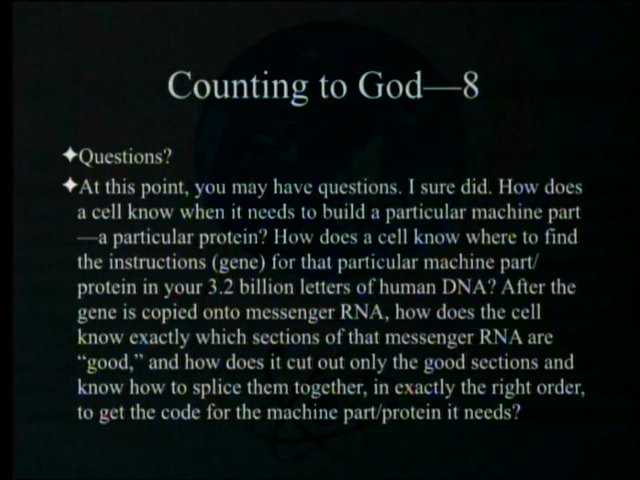 Counting to God—8
✦Questions?
✦At this point, you may have questions. I sure did. How does
a cell know when it needs to build a particular machine part
—a particular protein? How does a cell know where to find
the instructions (gene) for that particular machine part/
protein in your 3.2 billion letters of human DNA? After the
gene is copied onto messenger RNA, how does the cell
know exactly which sections of that messenger RNA are
“good,” and how does it cut out only the good sections and
know how to splice them together, in exactly the right order,
to get the code for the machine part/protein it needs?